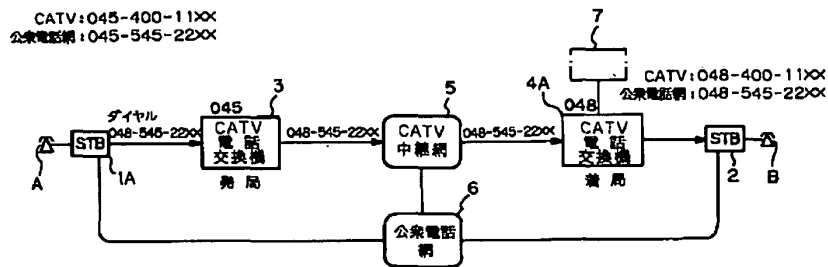 CATV:045-400-11XX
公衆電話網:045-545-22XX
7
CATV:048-400-11XX
公衆電話網:048-545-22XX
3
5
4A
ダイヤル
045
048
048-545-22XX
CATV
電話
交換機
048-545-22XX
CATV
中継網
048-545-22XX
CATV
電話
交換機
STB
STB
A
1A
発局
着局
2
B
6
公衆電話
網